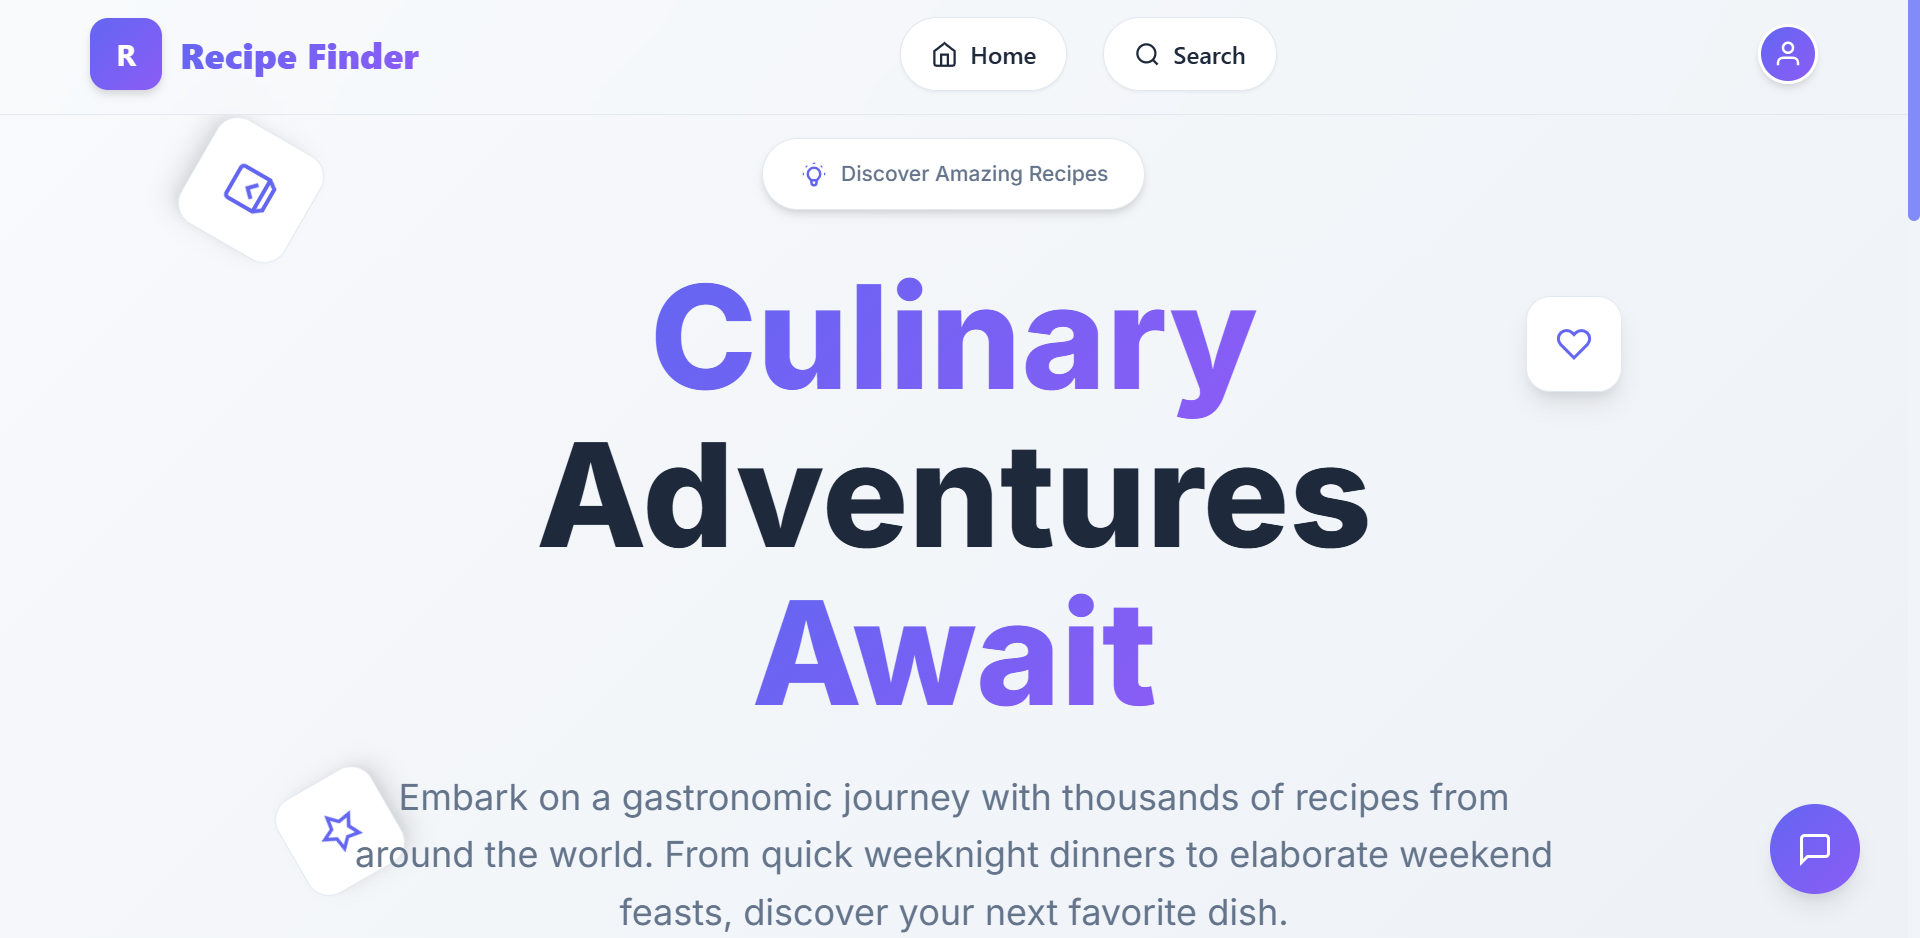 R
Recipe Finder
Home
Search
Discover Amazing Recipes
Culinary
Adventures
Await
Embark on a gastronomic journey with thousands of recipes from
around the world. From quick weeknight dinners to elaborate weekend
feasts, discover your next favorite dish.